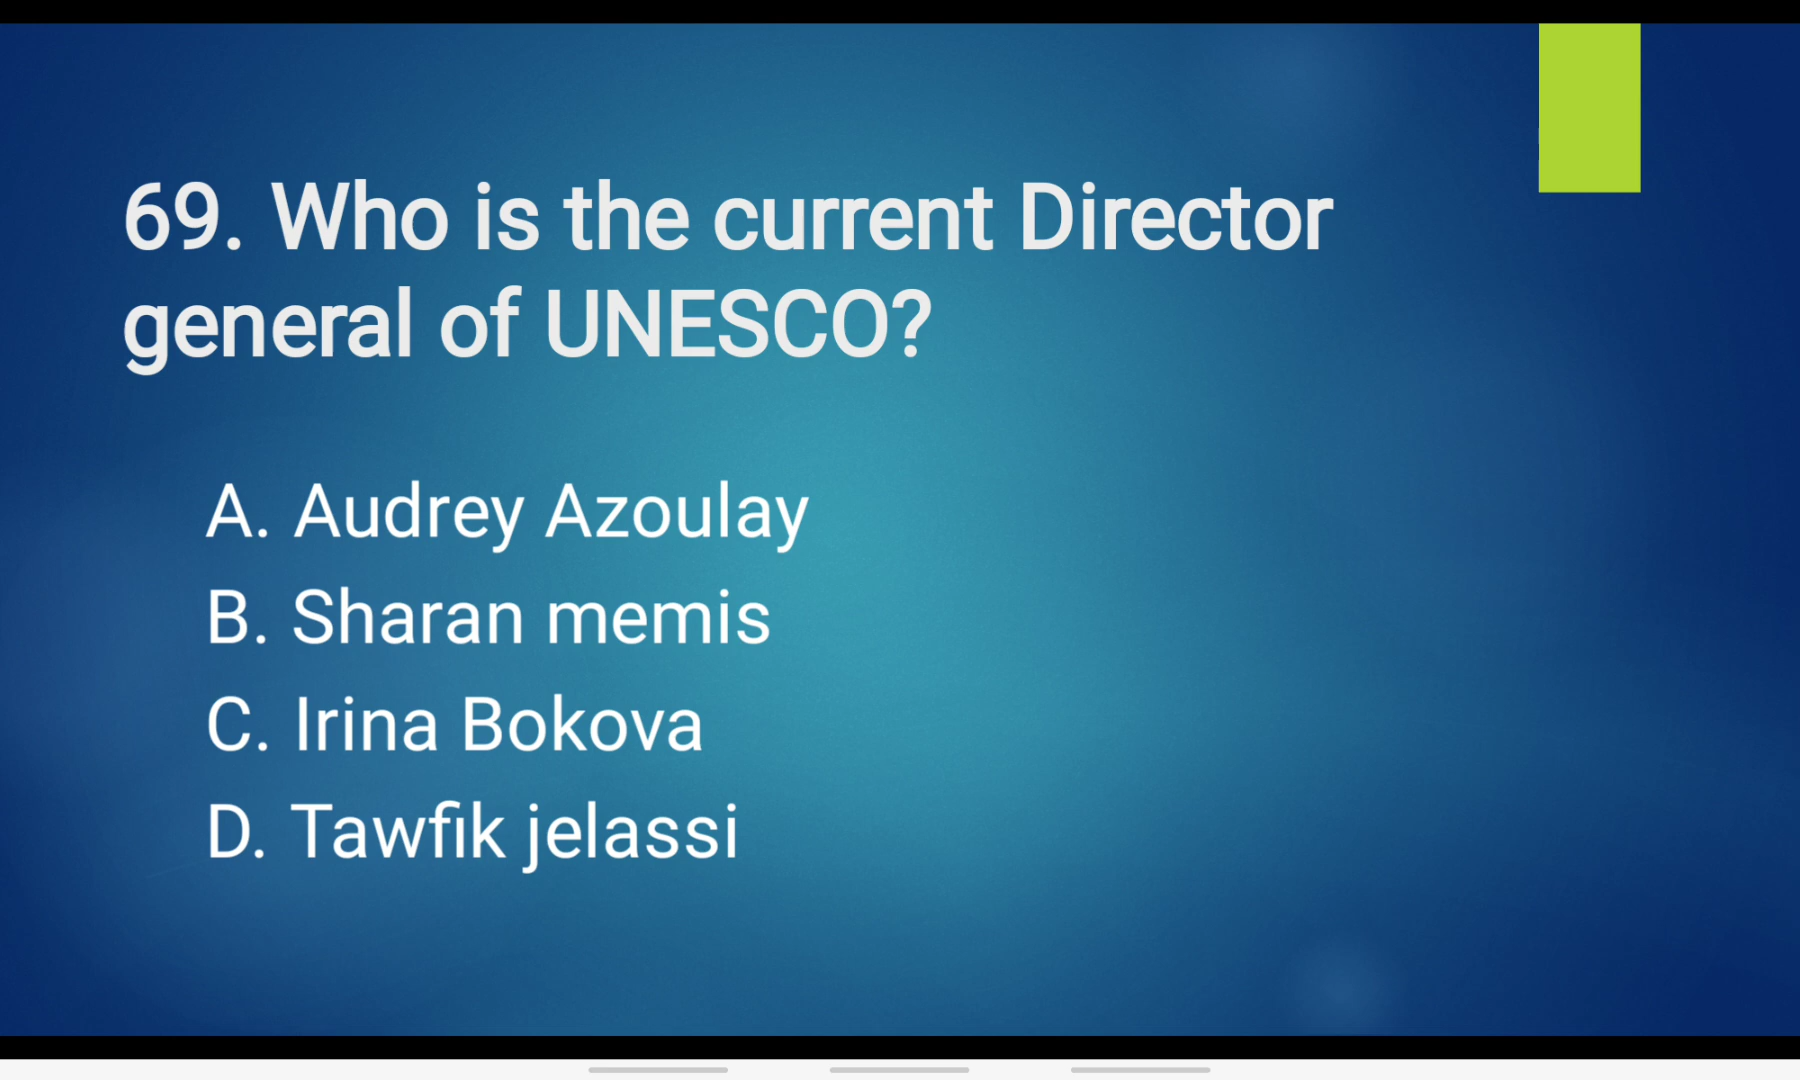 69. Who is the current Director
general of UNESCO?
A. Audrey Azoulay
B. Sharan memis
C. Irina Bokova
D. Tawfik jelassi